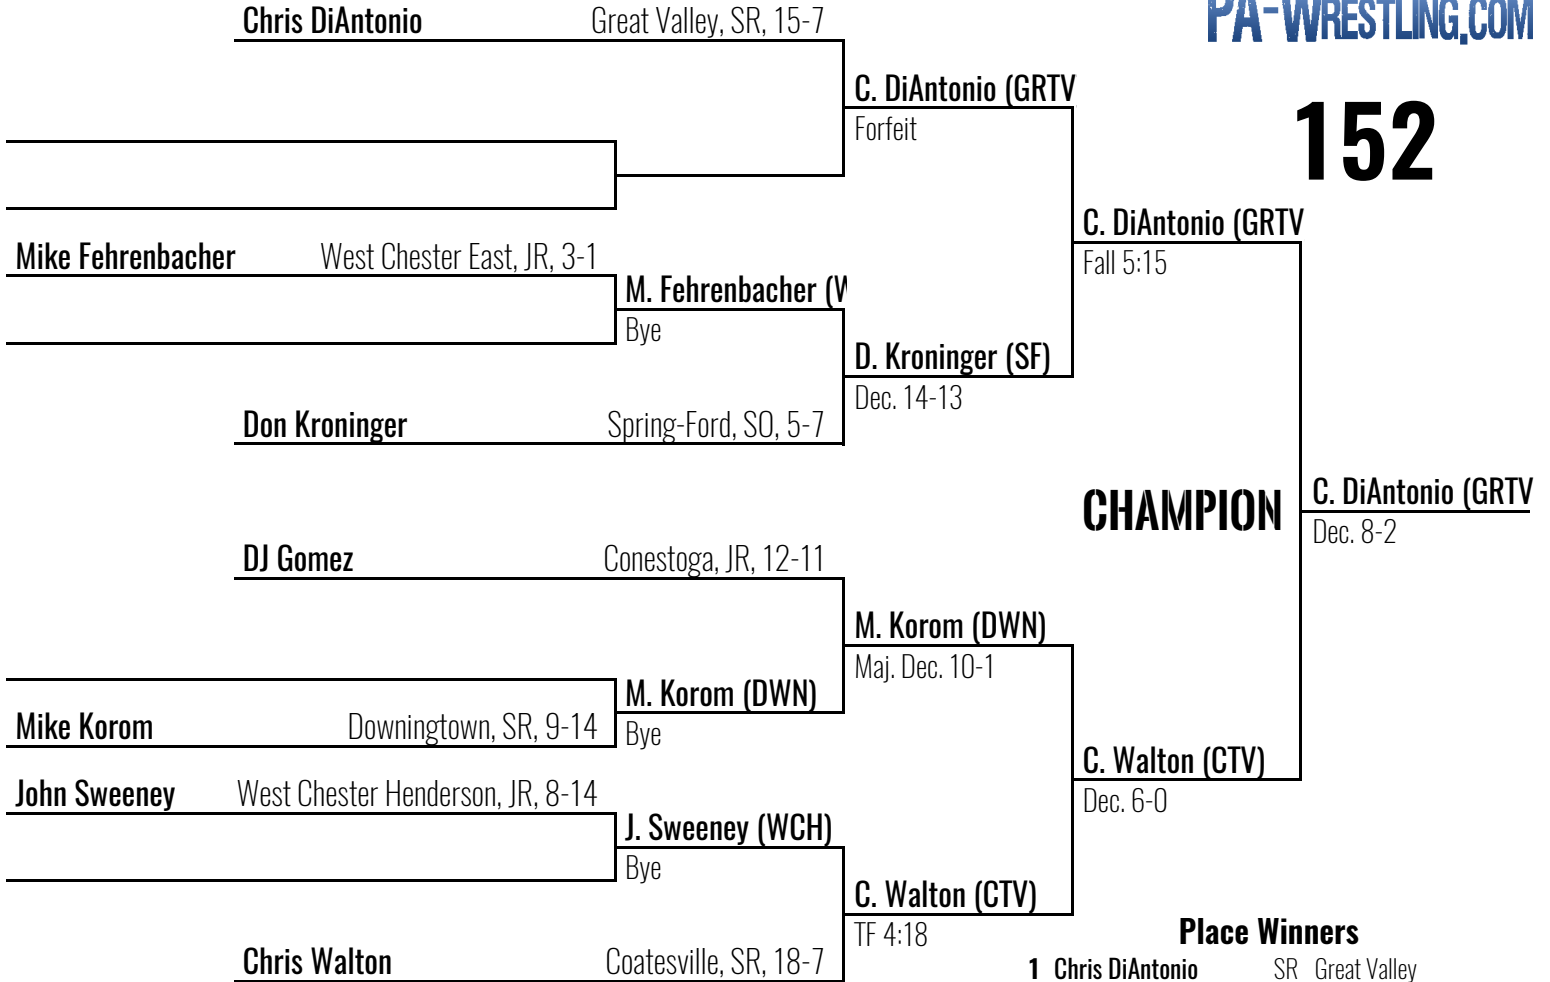 Chris DiAntonio Great Valley, SR, 15-7
PA-WRESTLING.COM
C. DiAntonio (GRTV
Forfeit
152
C. DiAntonio (GRTV
Fall 5:15
Mike Fehrenbacher West Chester East, JR, 3-1
M. Fehrenbacher (W
Bye
D. Kroninger (SF)
Dec. 14-13
Don Kroninger Spring-Ford, SO, 5-7
CHAMPION
C. DiAntonio (GRTV
Dec. 8-2
DJ Gomez Conestoga, JR, 12-11
M. Korom (DWN)
Maj. Dec. 10-1
M. Korom (DWN)
Bye
Mike Korom Downingtown, SR, 9-14
C. Walton (CTV)
Dec. 6-0
John Sweeney West Chester Henderson, JR, 8-14
J. Sweeney (WCH)
Bye
C. Walton (CTV)
TF 4:18
Chris Walton Coatesville, SR, 18-7
Place Winners
1 Chris DiAntonio SR Great Valley